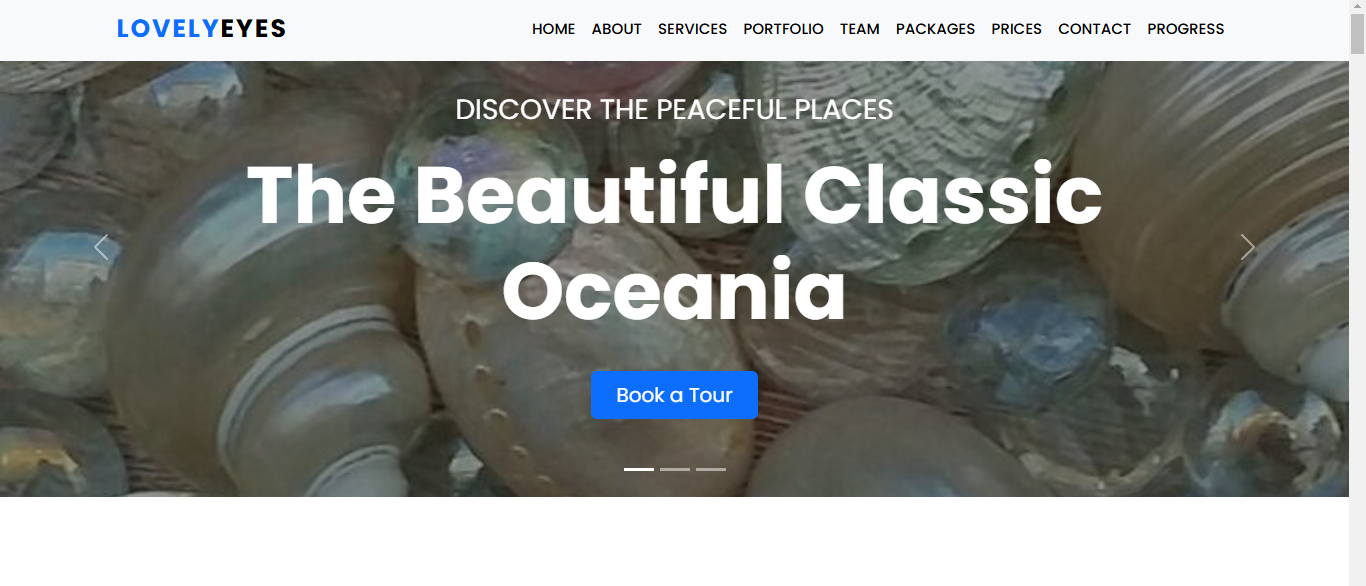 LOVELYEYES
HOME ABOUT SERVICES PORTFOLIO TEAM PACKAGES PRICES CONTACT PROGRESS
DISCOVER THE PEACEFUL PLACES
The Beautiful Classic
Oceania
Book a Tour